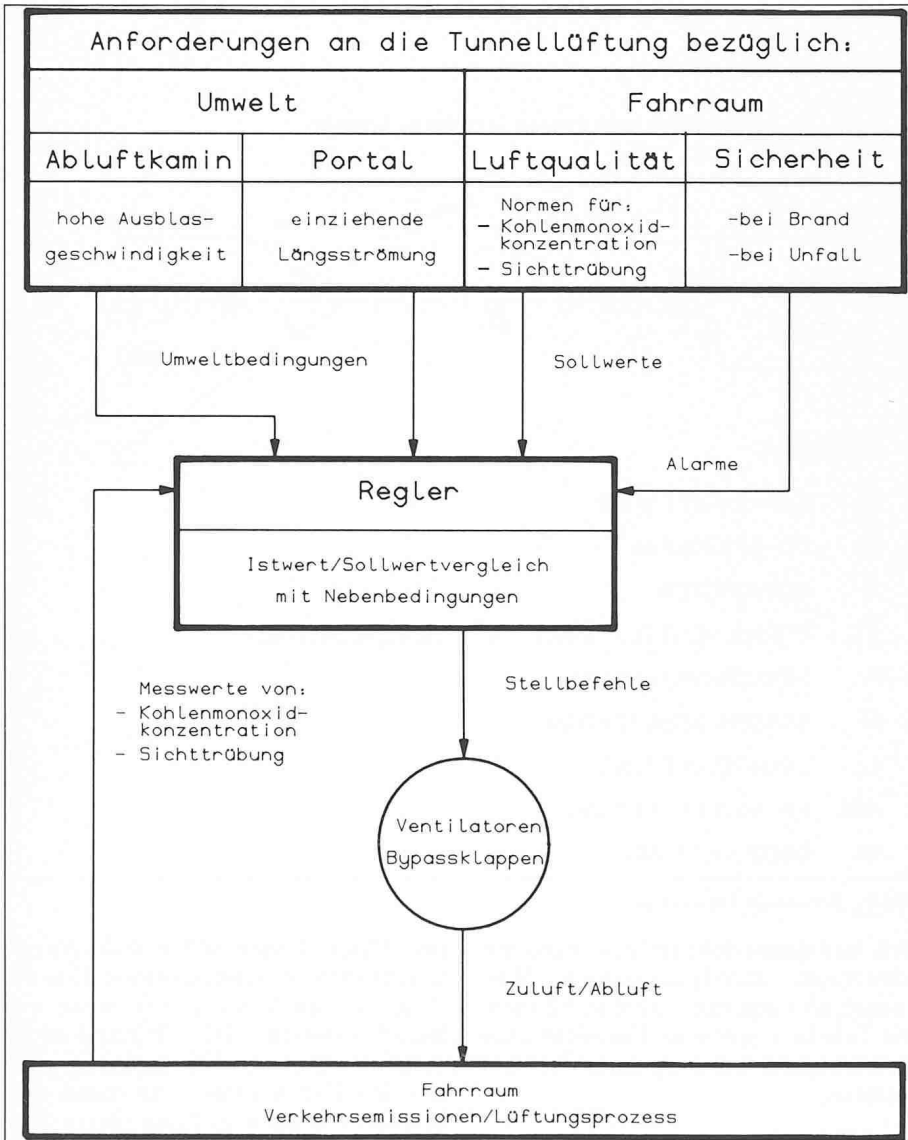 Anforderungen an die Tunnellüftung bezüglich:
Umwelt
Fahrraum
Abluftkamin
Portal
Luftqualität
Sicherheit
hohe Ausblas-
geschwindigkeit
einziehende
Längsströmung
Normen für:
- Kohlenmonoxid-
konzentration
- Sichttrübung
-bei Brand
-bei Unfall
Umweltbedingungen
Sollwerte
Alarme
Regler
Istwert/Sollwertvergleich
mit Nebenbedingungen
Messwerte von:
- Kohlenmonoxid-
konzentration
- Sichttrübung
Stellbefehle
Ventilatoren
Bypassklappen
Zuluft/Abluft
Fahrraum
Verkehrsemissionen/Lüftungsprozess